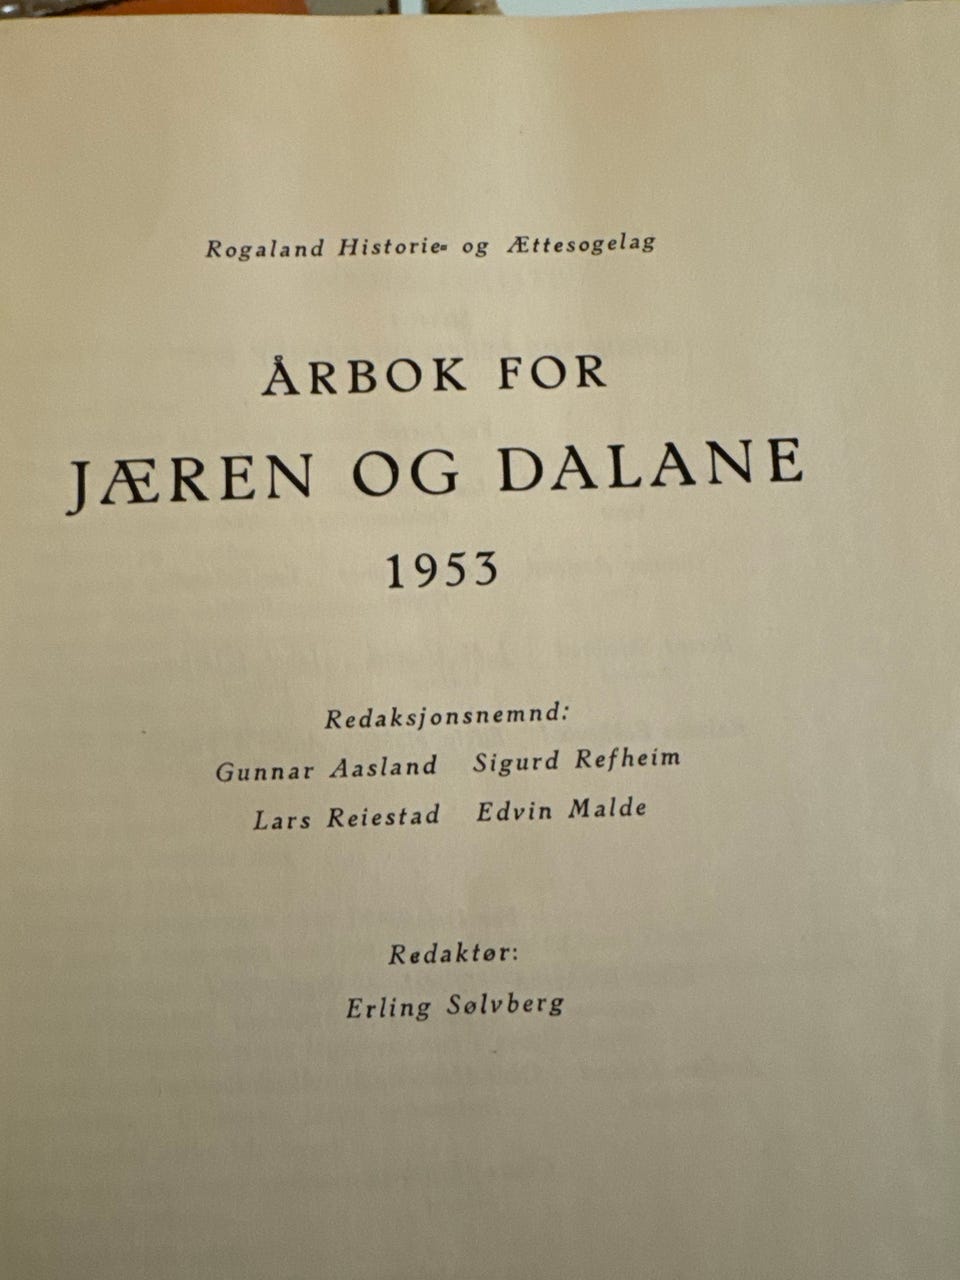 Rogaland Historie- og Ættesogelag
ÅRBOK FOR
JÆREN OG DALANE
1953
Redaksjonsnemnd:
Gunnar Aasland Sigurd Refheim
Lars Reiestad Edvin Malde
Redaktør:
Erling Sølvberg